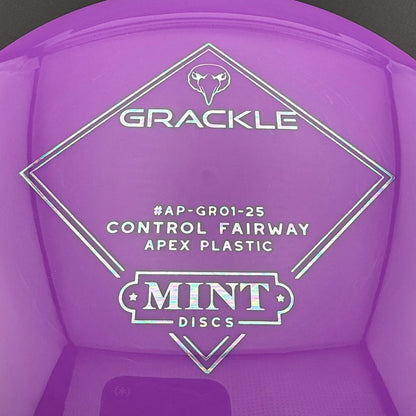 GRACKLE
#AP-GR01-25
CONTROL FAIRWAY
APEX PLASTIC
MINT
DISCS